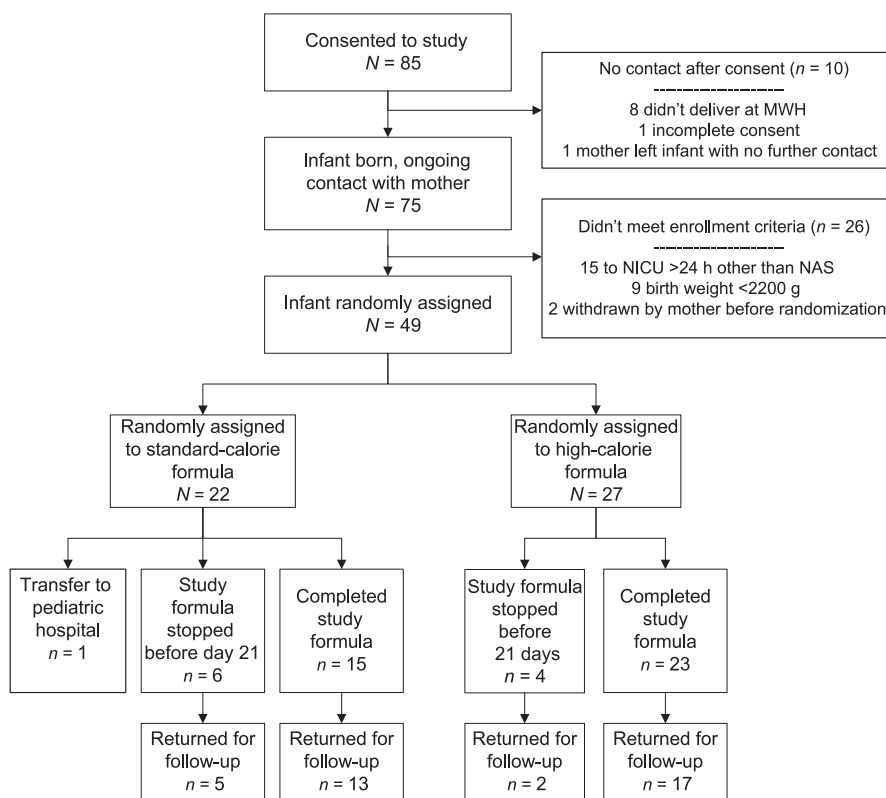 Consented to study
N = 85
No contact after consent (n = 10)
-----------------------
8 didn't deliver at MWH
1 incomplete consent
1 mother left infant with no further contact
Infant born, ongoing
contact with mother
N = 75
Didn't meet enrollment criteria (n = 26)
-----------------------
15 to NICU >24 h other than NAS
9 birth weight <2200 g
2 withdrawn by mother before randomization
Infant randomly assigned
N = 49
Randomly assigned
to standard-calorie
formula
N = 22
Randomly assigned
to high-calorie
formula
N = 27
Transfer to
pediatric
hospital
n = 1
Study
formula
stopped
before day 21
n = 6
Completed
study
formula
n = 15
Study formula
stopped
before
21 days
n = 4
Completed
study
formula
n = 23
Returned for
follow-up
n = 5
Returned for
follow-up
n = 13
Returned for
follow-up
n = 2
Returned for
follow-up
n = 17